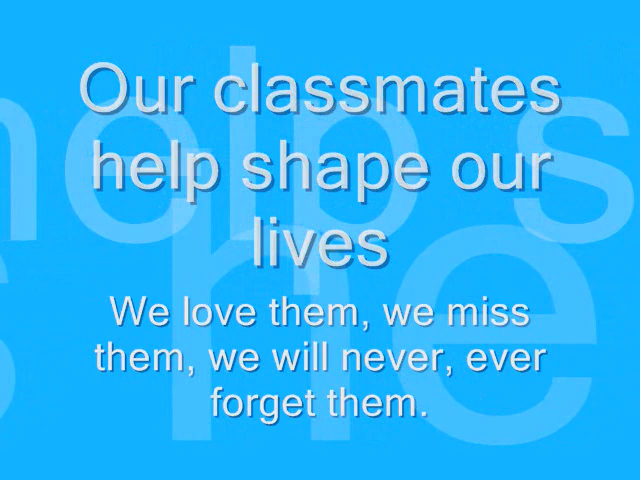 Our classmates
help shape our
lives
We love them, we miss
them, we will never, ever
forget them.